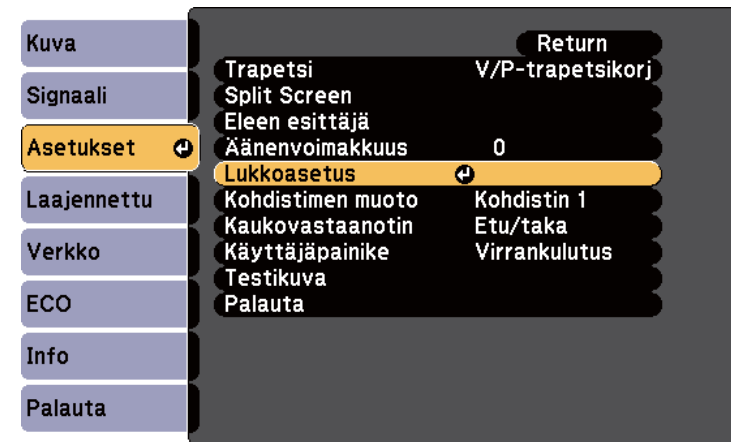 Kuva
Signaali
Asetukset
Laajennettu
Verkko
ECO
Info
Palauta
Return
Trapetsi V/P-trapetsikorj
Split Screen
Eleen esittäjä
Äänenvoimakkuus 0
Lukkoasetus
Kohdistimen muoto Kohdistin 1
Kaukovastaanotin Etu/taka
Käyttäjäpainike Virrankulutus
Testikuva
Palauta